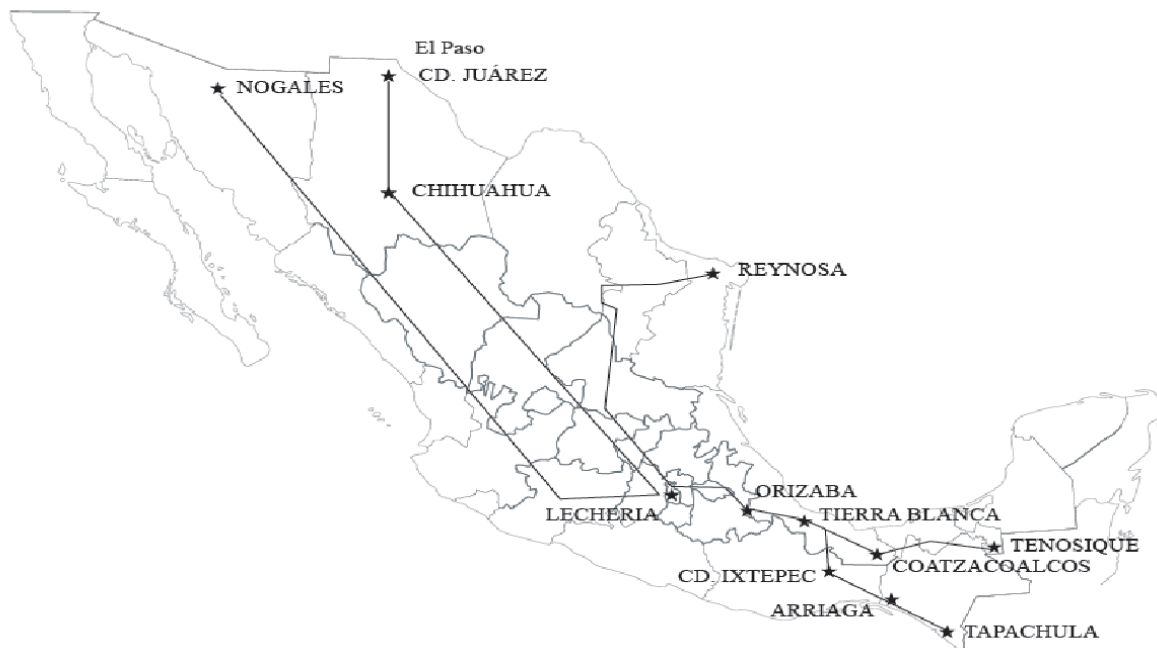 El Paso
CD. JUÁREZ
NOGALES
CHIHUAHUA
REYNOSA
ORIZABA
LECHERIA
TIERRA BLANCA
TENOSIQUE
COATZACOALCOS
CD. IXTEPEC
ARRIAGA
TAPACHULA